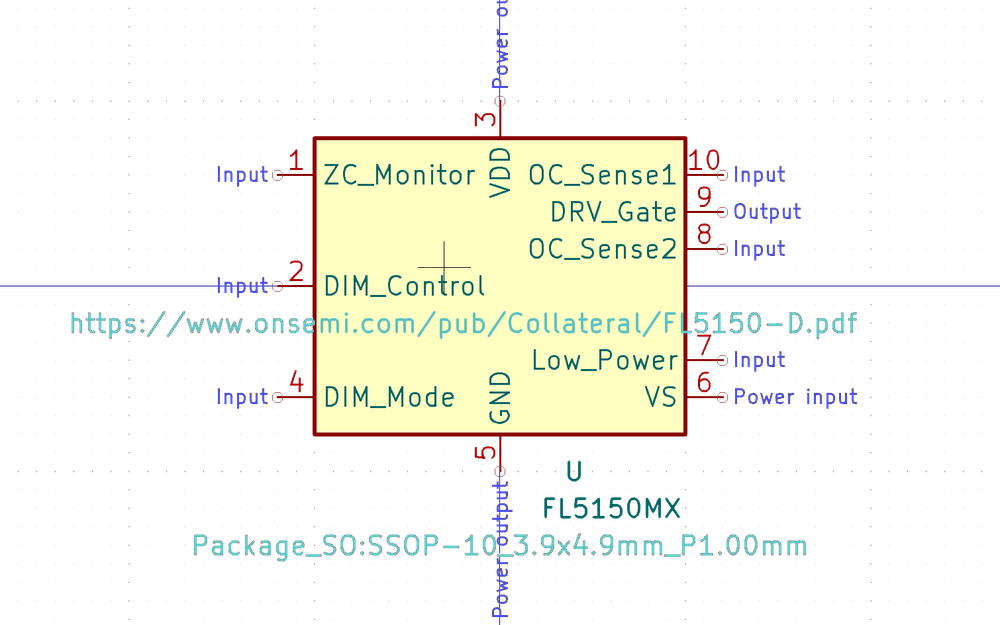 Power ou
3
VDD
Input 1 ZC_Monitor OC_Sense1 10 Input
DRV_Gate 9 Output
OC_Sense2 8 Input
Input 2 DIM_Control
https://www.onsemi.com/pub/Collateral/FL5150-D.pdf
Low_Power 7 Input
Input 4 DIM_Mode VS 6 Power input
GND
5
U
Power output
FL5150MX
Package_SO:SSOP-10_3.9x4.9mm_P1.00mm